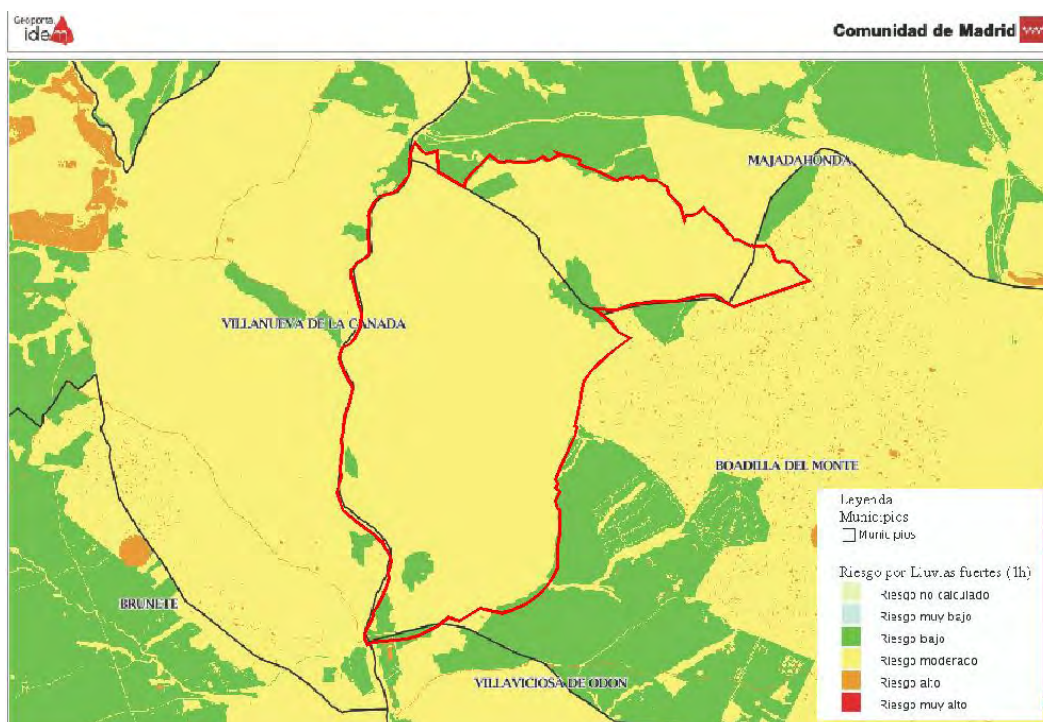 Geoporta.
idem
Comunidad de Madrid
MAJADAHONDA
VILLANUEVA DE LA CANADA
BOADILLA DEL MONTE
BRUNETE
VILLAVICIOSA DE ODON
Leyenda
Municipios
Municipios
Riesgo por Lluvias fuertes (1h)
Riesgo no calculado
Riesgo muy bajo
Riesgo bajo
Riesgo moderado
Riesgo alto
Riesgo muy alto